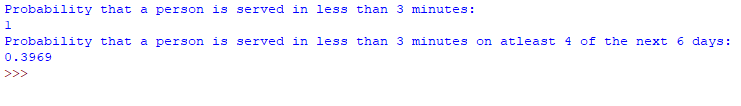 Probability that a person is served in less than 3 minutes:
1
Probability that a person is served in less than 3 minutes on atleast 4 of the next 6 days:
0.3969
>>>